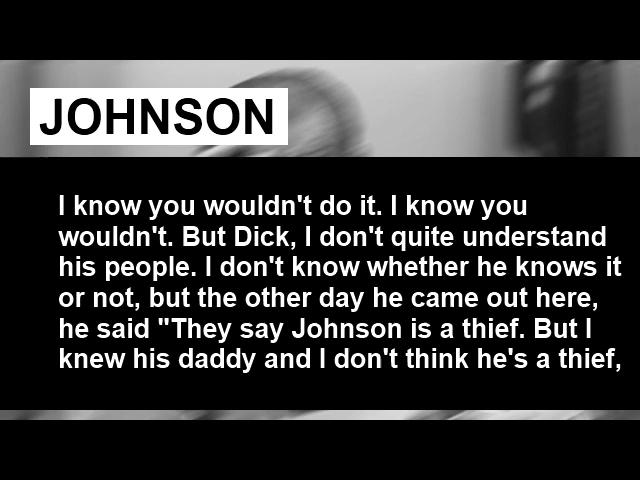 JOHNSON
I know you wouldn't do it. I know you
wouldn't. But Dick, I don't quite understand
his people. I don't know whether he knows it
or not, but the other day he came out here,
he said "They say Johnson is a thief. But I
knew his daddy and I don't think he's a thief,